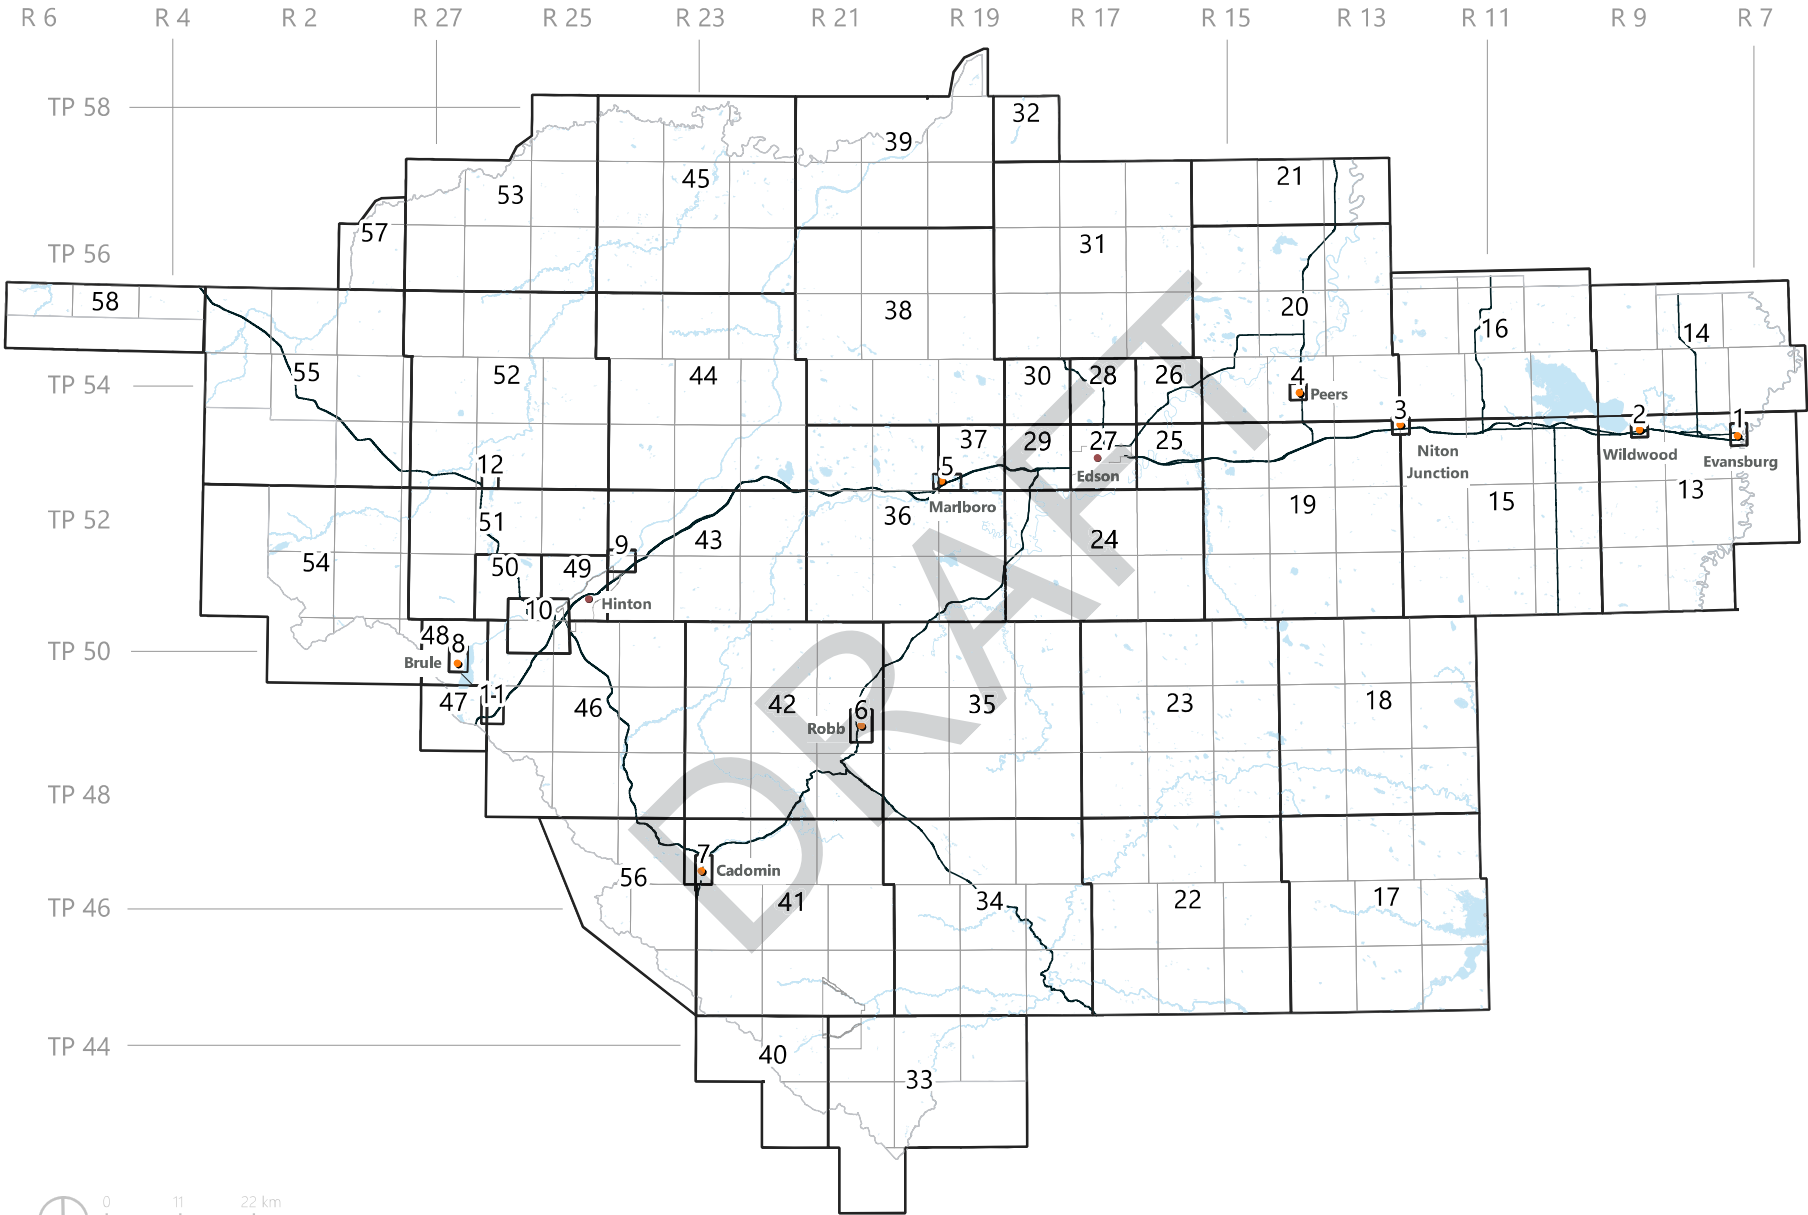 R 6 R 4 R 2 R 27 R 25 R 23 R 21 R 19 R 17 R 15 R 13 R 11 R 9 R 7
TP 58
32
39
45
21
53
57
31
TP 56
58
20
38
16
14
55
52
44
30
28
26
4
TP 54
Peers
3
2
1
37
29
27
25
Niton
Junction
Wildwood
Evansburg
12
5
Edson
Marlboro
13
15
19
36
TP 52
51
43
24
9
54
50
49
10
Hinton
48
8
TP 50
Brule
47
11
46
42
6
35
23
18
Robb
TP 48
7
Cadomin
56
41
34
22
17
TP 46
TP 44
40
33
0 11 22 km
DRAFT